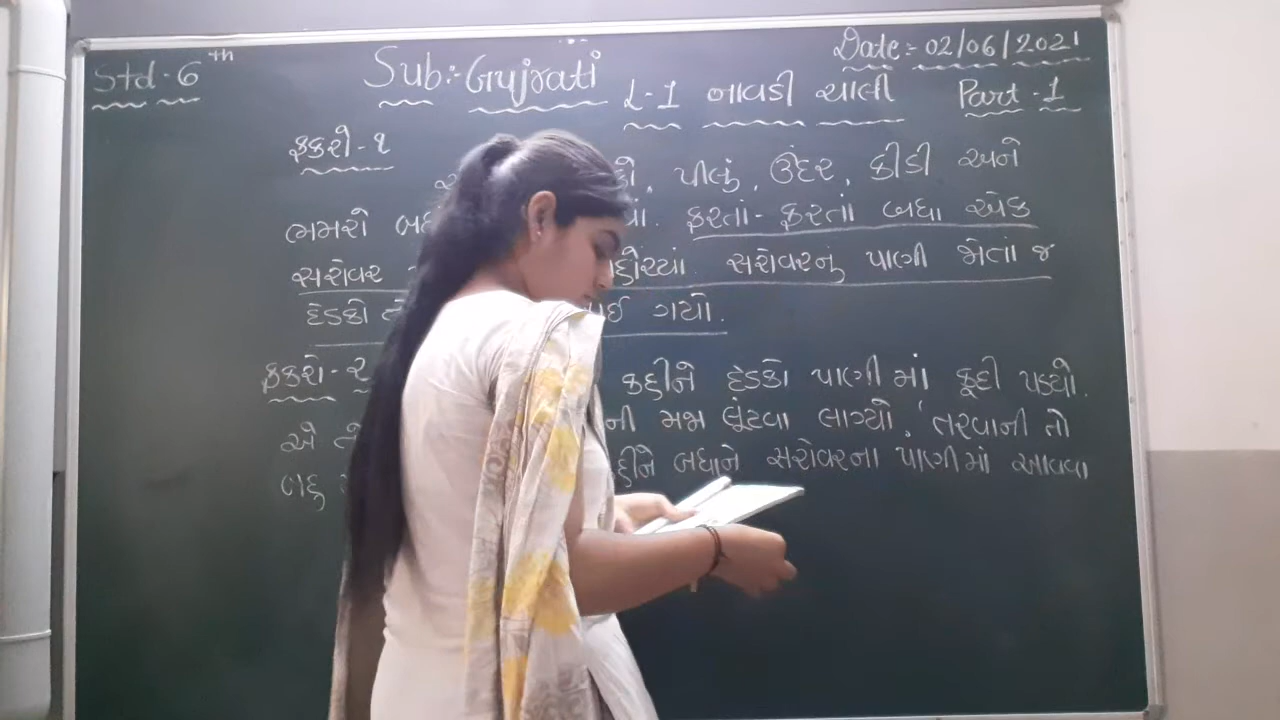 Std - 6th
Sub:- Gujrati
Date:- 02/06/2021
L-1 નાવડી ચાલી
Part - 1
ફકરો - ૧
પીલું, ઉંદર, કીડી અને
ભમરો ફરતાં - ફરતાં બધા એક
સરોવર સરોવરનું પાણી જોતાં જ
દેડકો ગયો.
ફકરો - ૨ કહીને દેડકો પાણીમાં કૂદી પડ્યો.
એ મજા લૂંટવા લાગ્યો, 'તરવાની તો
બહુ બધાને સરોવરના પાણીમાં આવવા